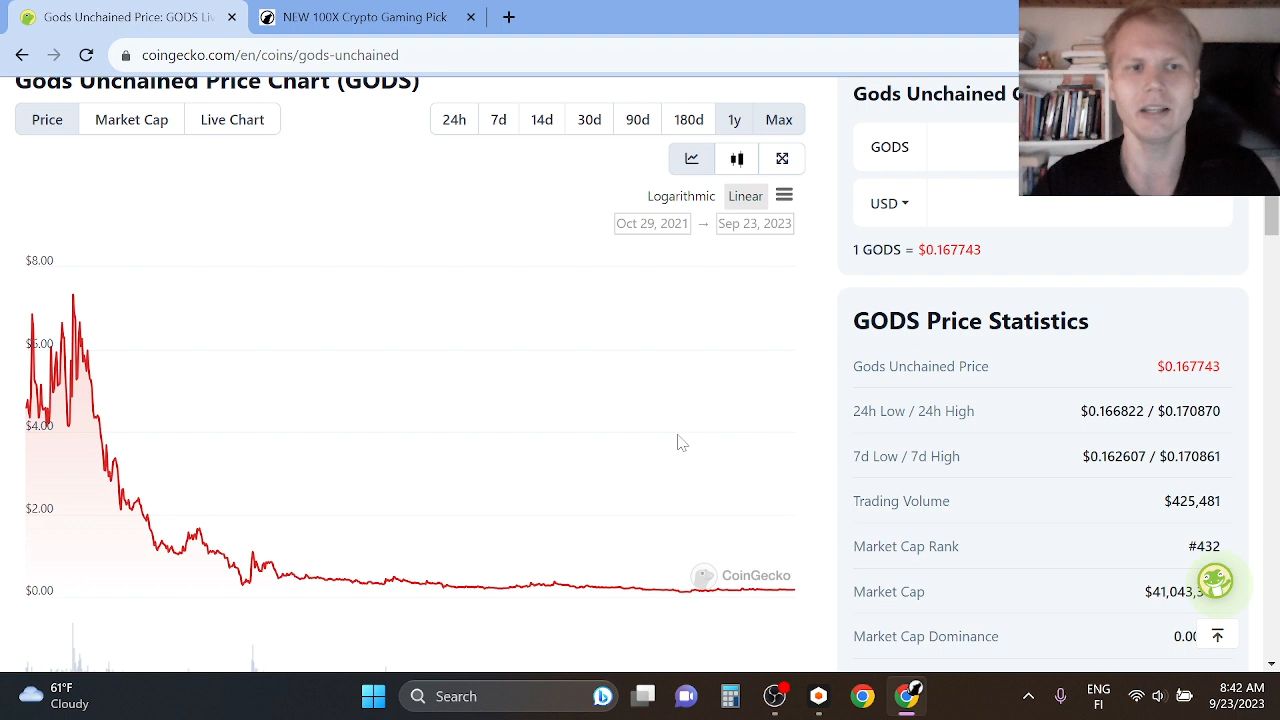 NEW 100X Crypto Gaming Pick
coingecko.com/en/coins/gods-unchained
Gods Unchained Price Chart (GODS)
Price Market Cap Live Chart
24h 7d 14d 30d 90d 180d 1y Max
Logarithmic Linear
Oct 29, 2021 → Sep 23, 2023
$8.00
$6.00
$4.00
$2.00
$0.00
CoinGecko
Gods Unchained
GODS
USD
1 GODS = $0.167743
GODS Price Statistics
Gods Unchained Price $0.167743
24h Low / 24h High $0.166822 / $0.170870
7d Low / 7d High $0.162607 / $0.170861
Trading Volume $425,481
Market Cap Rank #432
Market Cap $41,043,
Market Cap Dominance 0.00
61°F
Cloudy
Search
ENG
FI
8:42 AM
9/23/2023